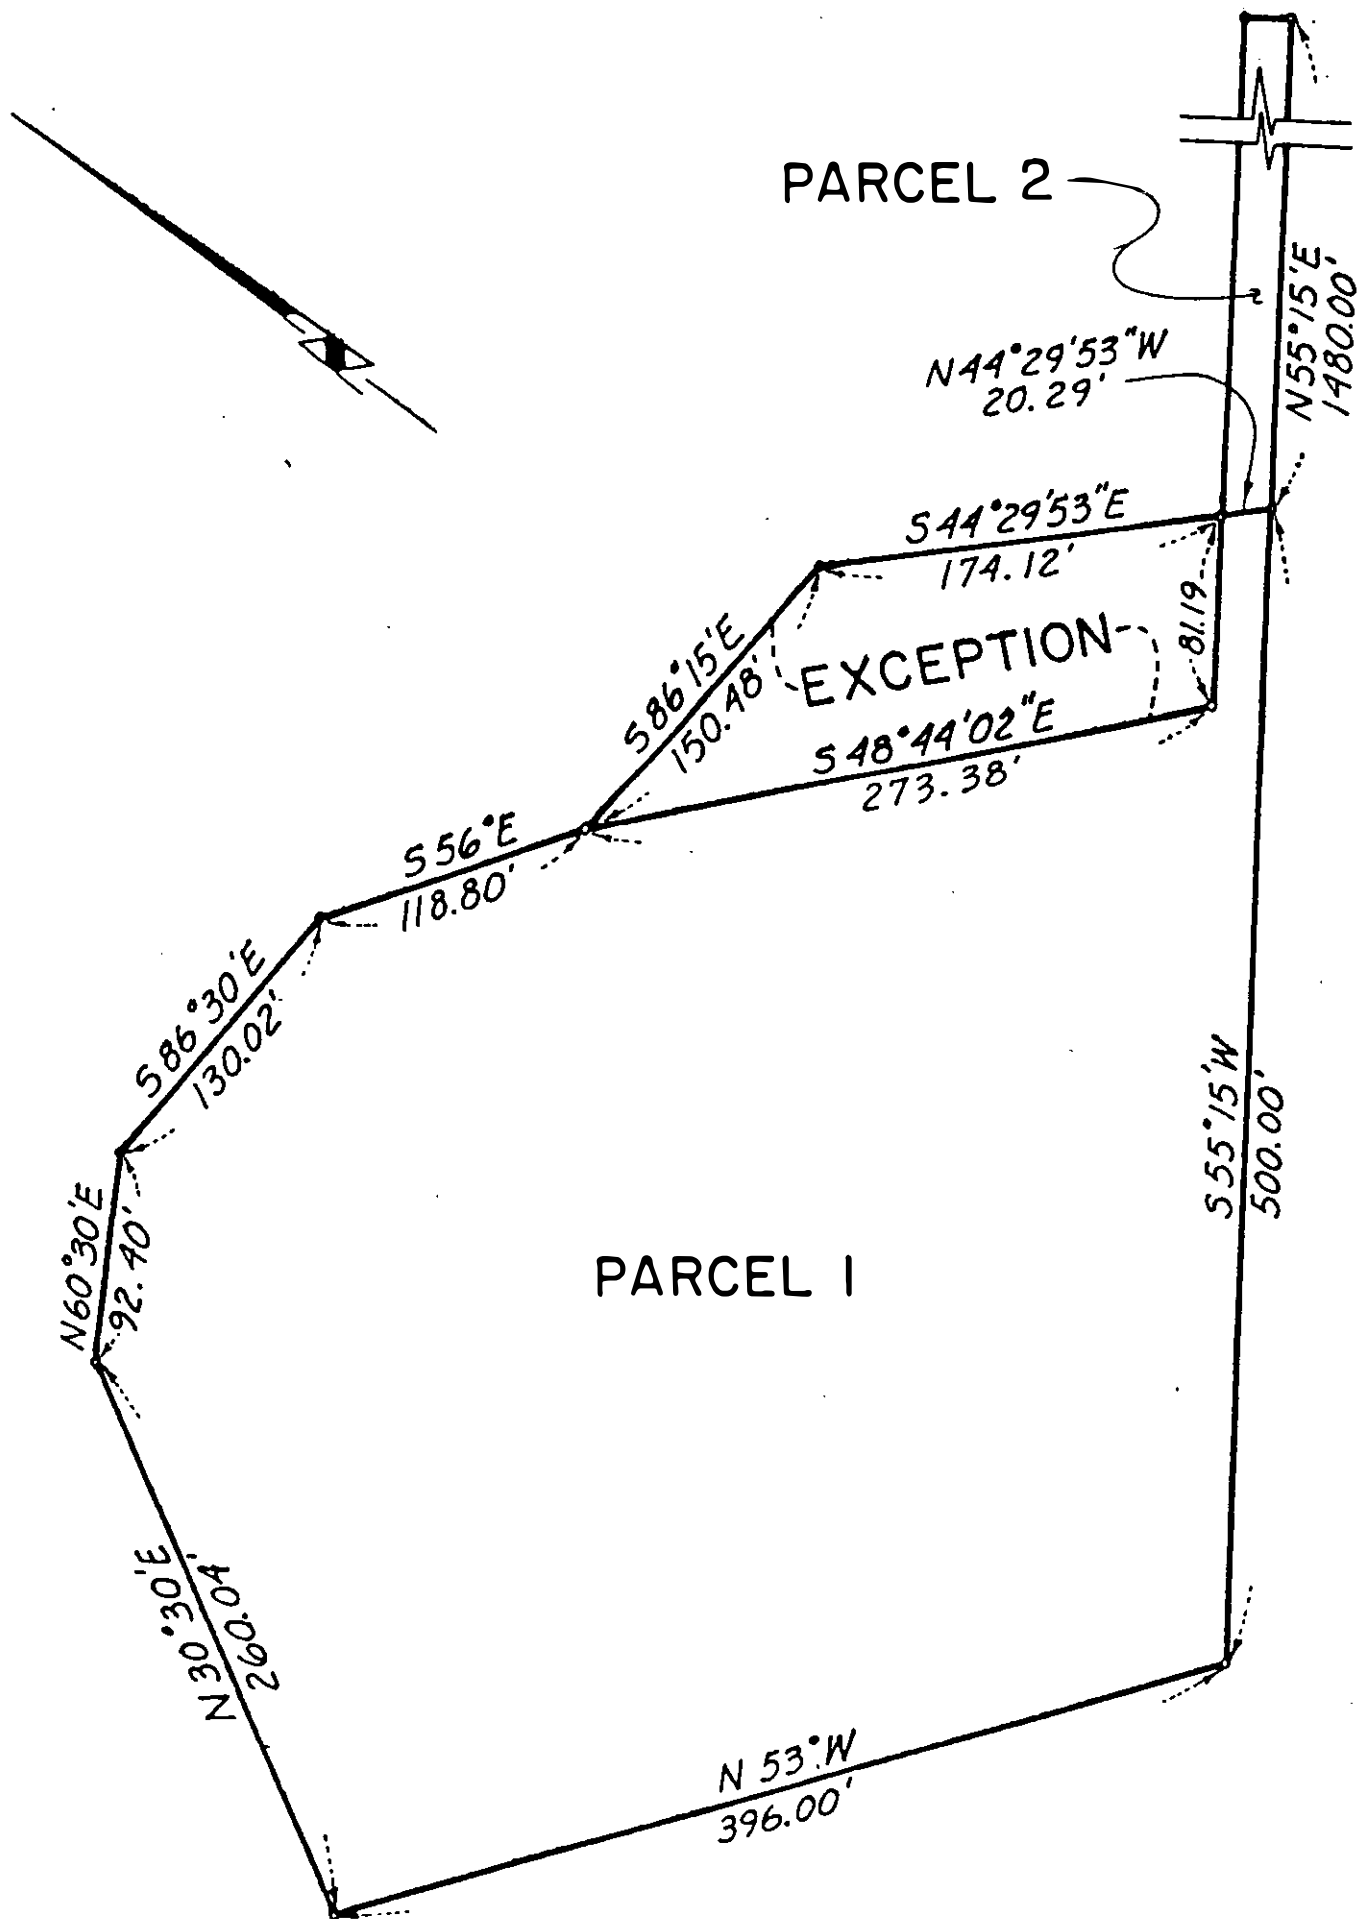 PARCEL 2
N55°15'E
1480.00'
N44°29'53"W
20.29'
S44°29'53"E
174.12'
81.19
EXCEPTION
S86°15'E
150.48'
S48°44'02"E
273.38'
S56°E
118.80'
S86°30'E
130.02'
N60°30'E
92.40'
PARCEL 1
S55°15'W
500.00'
N30°30'E
260.04'
N 53°W
396.00'